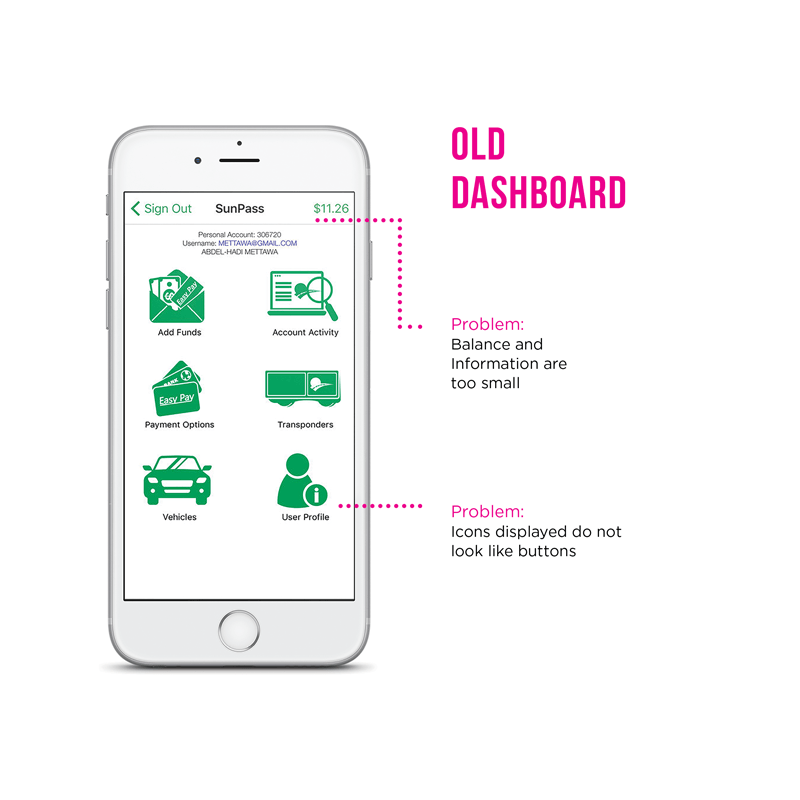 OLD
DASHBOARD
Sign Out SunPass $11.26
Personal Account: 306720
Username: METTAWA@GMAIL.COM
ABDEL-HADI METTAWA
Easy Pay
Add Funds Account Activity
BANK
Easy Pay
Payment Options Transponders
i
Vehicles User Profile
Problem:
Balance and
Information are
too small
Problem:
Icons displayed do not
look like buttons